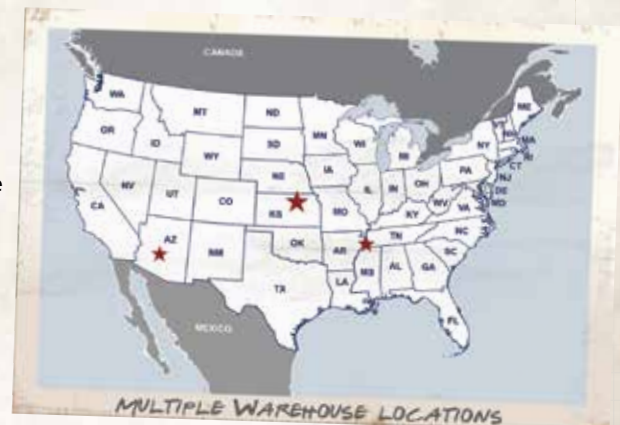 CANADA
WA
MT
ND
MN
ME
OR
ID
SD
WI
MI
NY
MA
WY
RI
CT
NE
IA
PA
NJ
NV
UT
CO
IL
IN
OH
DE
MD
CA
KS
MO
WV
VA
KY
AZ
NM
OK
AR
TN
NC
SC
TX
LA
MS
AL
GA
FL
MEXICO
MULTIPLE WAREHOUSE LOCATIONS